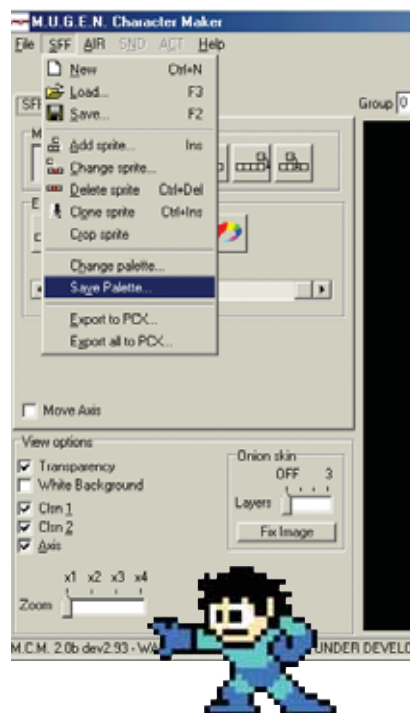 M.U.G.E.N. Character Maker
File SFF AIR SND ACT Help
New Ctrl+N
Load... F3
Save... F2
Add sprite... Ins
Change sprite...
Delete sprite Ctrl+Del
Clone sprite Ctrl+Ins
Crop sprite
Change palette...
Save Palette...
Export to PCX...
Export all to PCX...
SFF
Group 0
Move Axis
View options
Transparency
White Background
Clsn 1
Clsn 2
Axis
Zoom x1 x2 x3 x4
Onion skin
OFF 3
Layers
Fix Image
M.C.M. 2.0b dev2.93 - WA UNDER DEVELO